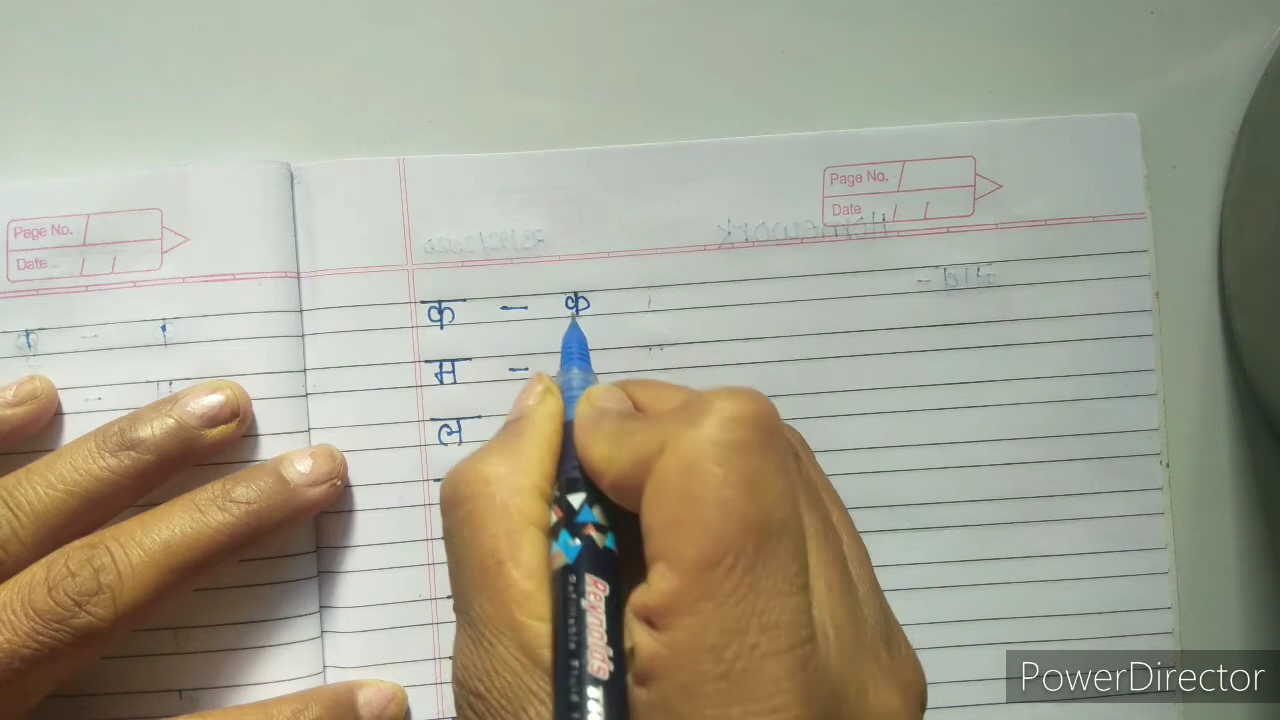 Page No.
Date / /
Page No.
Date / /
क - क
म -
ल
Reynolds
PowerDirector